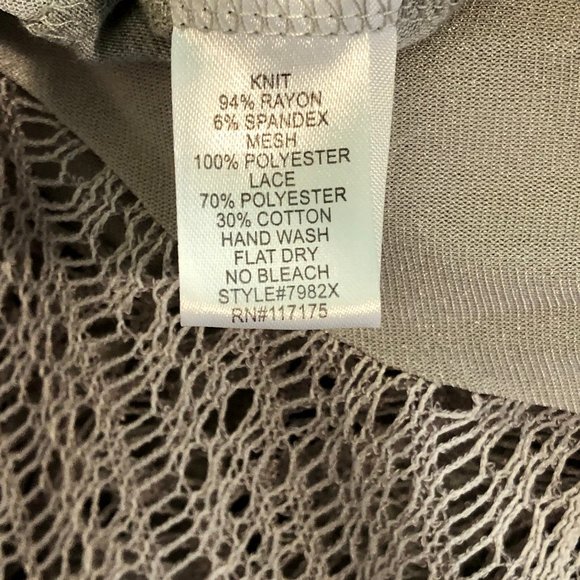 KNIT
94% RAYON
6% SPANDEX
MESH
100% POLYESTER
LACE
70% POLYESTER
30% COTTON
HAND WASH
FLAT DRY
NO BLEACH
STYLE#7982X
RN#117175